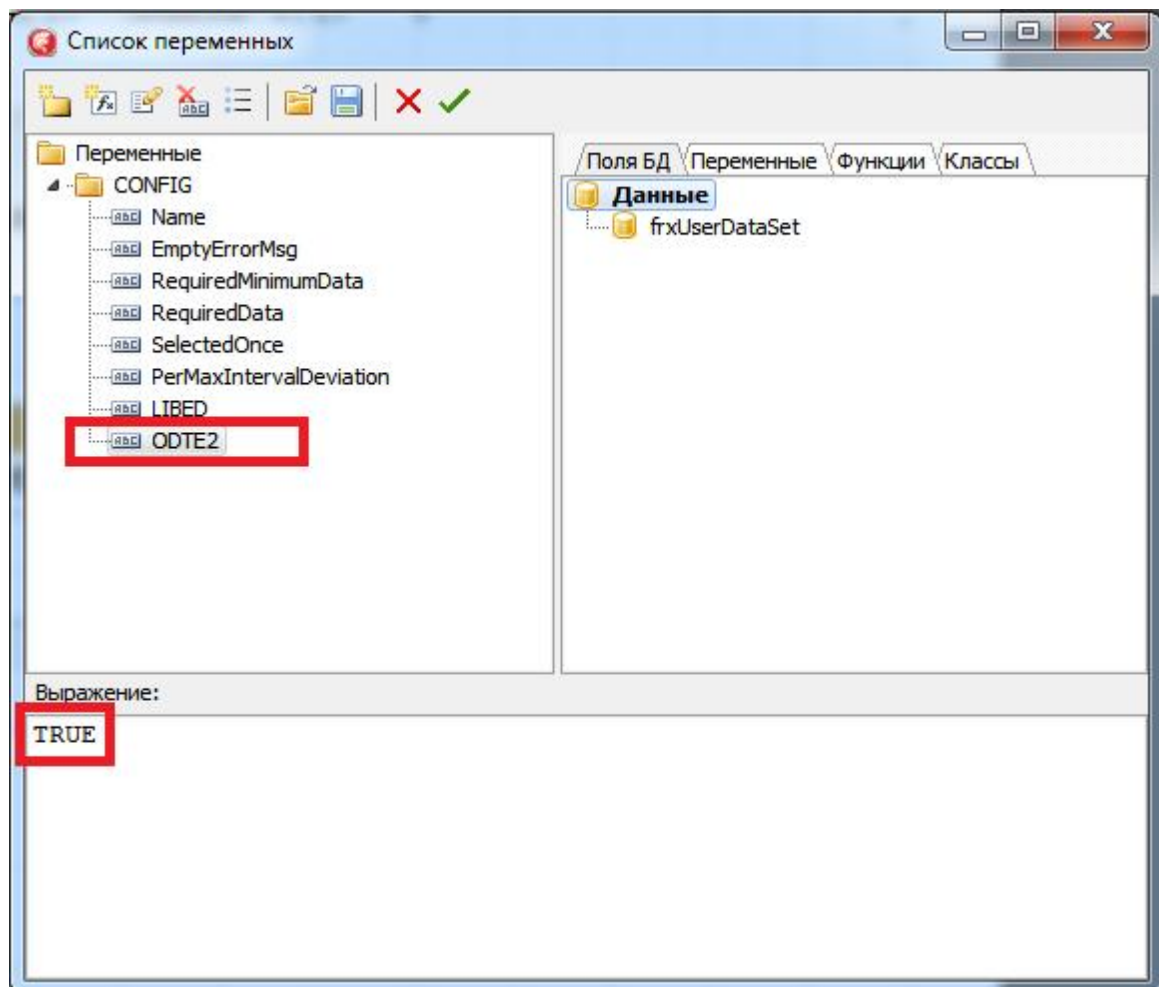 Список переменных
Переменные
CONFIG
Name
EmptyErrorMsg
RequiredMinimumData
RequiredData
SelectedOnce
PerMaxIntervalDeviation
LIBED
ODTE2
Поля БД Переменные Функции Классы
Данные
frxUserDataSet
Выражение:
TRUE